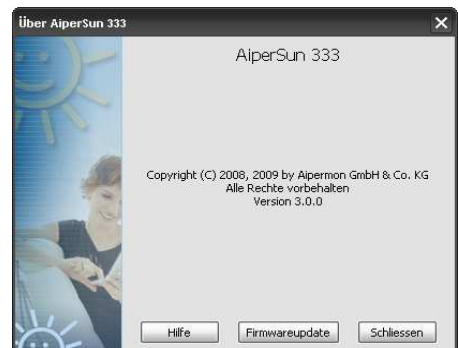 Über AiperSun 333
AiperSun 333
Copyright (C) 2008, 2009 by Aipermon GmbH & Co. KG
Alle Rechte vorbehalten
Version 3.0.0
Hilfe
Firmwareupdate
Schliessen